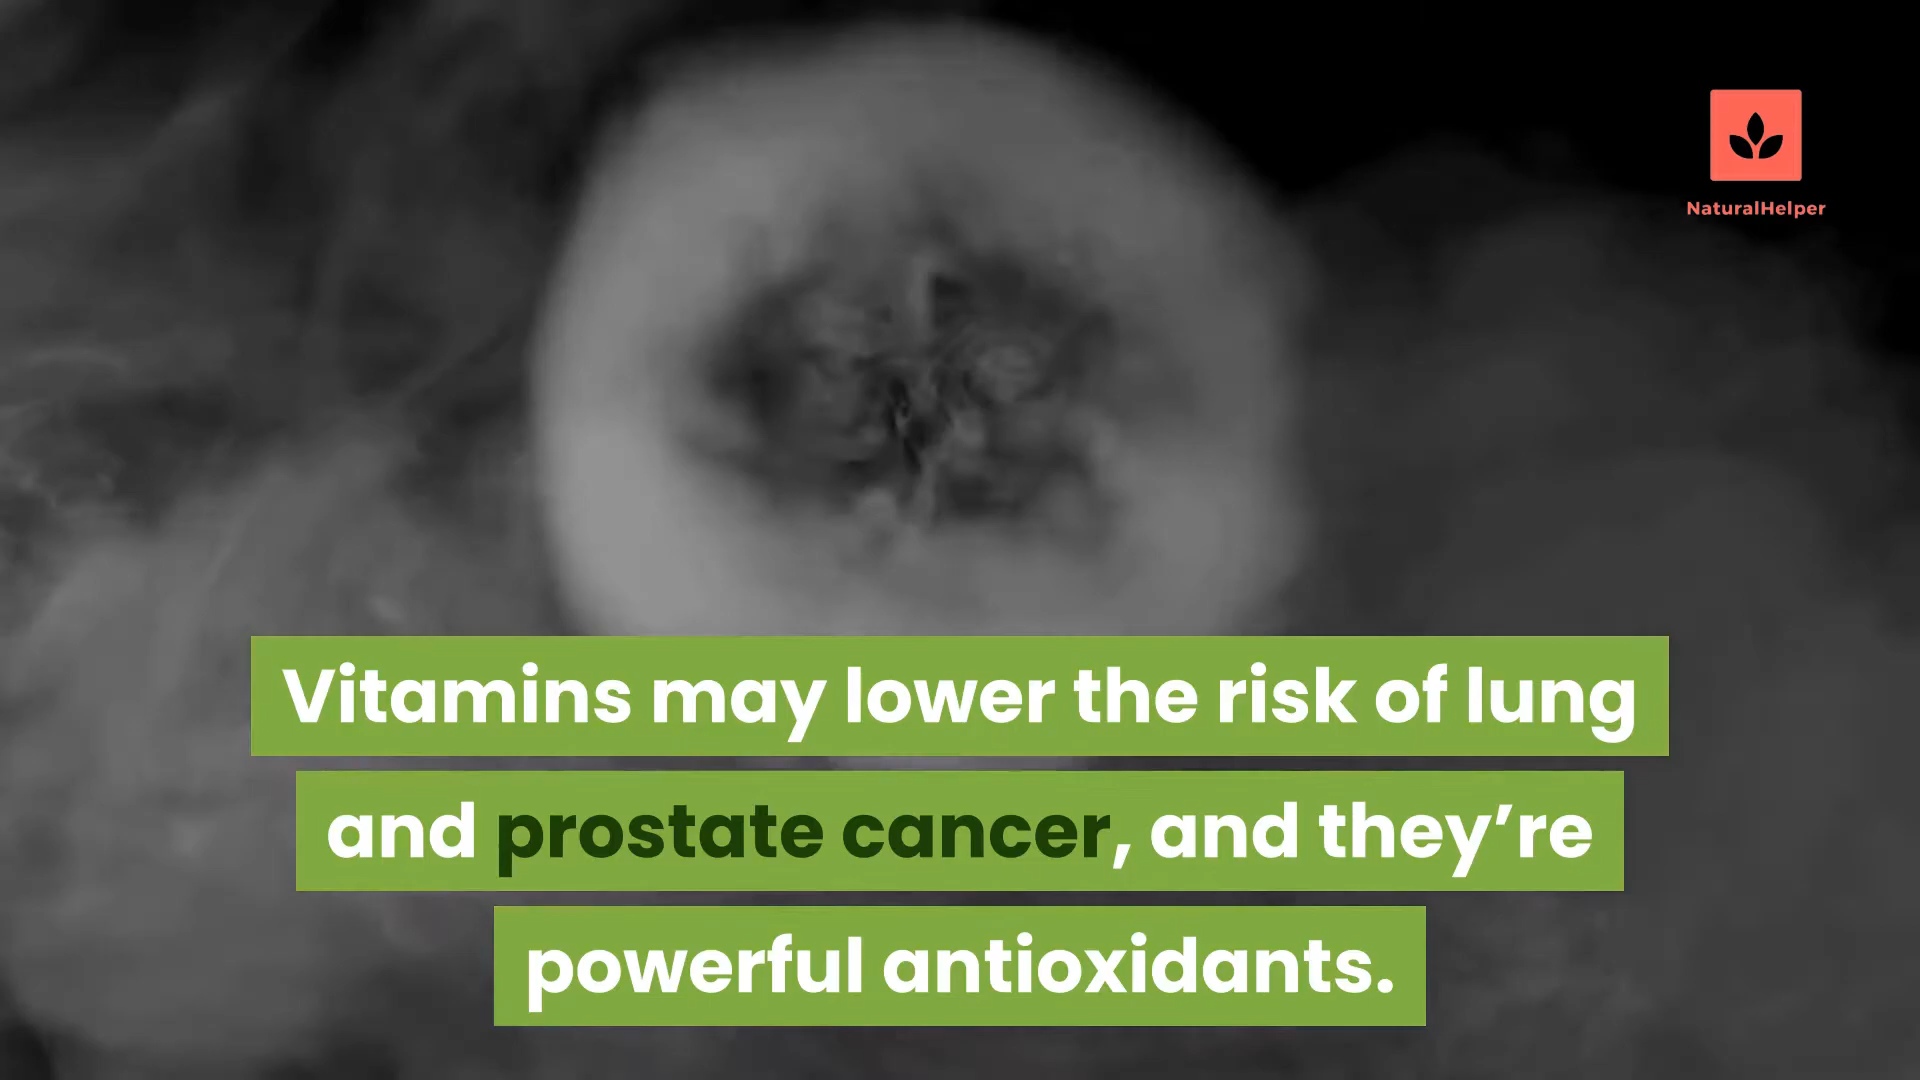 NaturalHelper
Vitamins may lower the risk of lung
and prostate cancer, and they’re
powerful antioxidants.